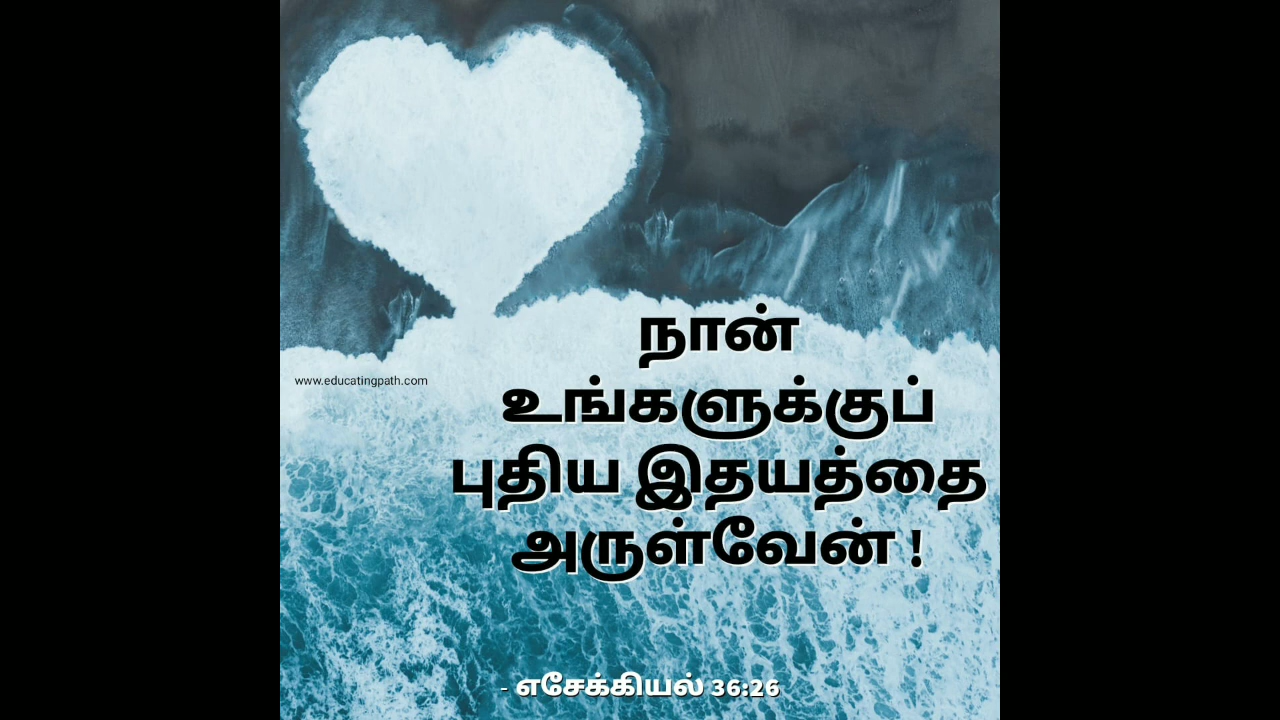 நான்
www.educatingpath.com
உங்களுக்குப்
புதிய இதயத்தை
அருள்வேன் !
- எசேக்கியல் 36:26